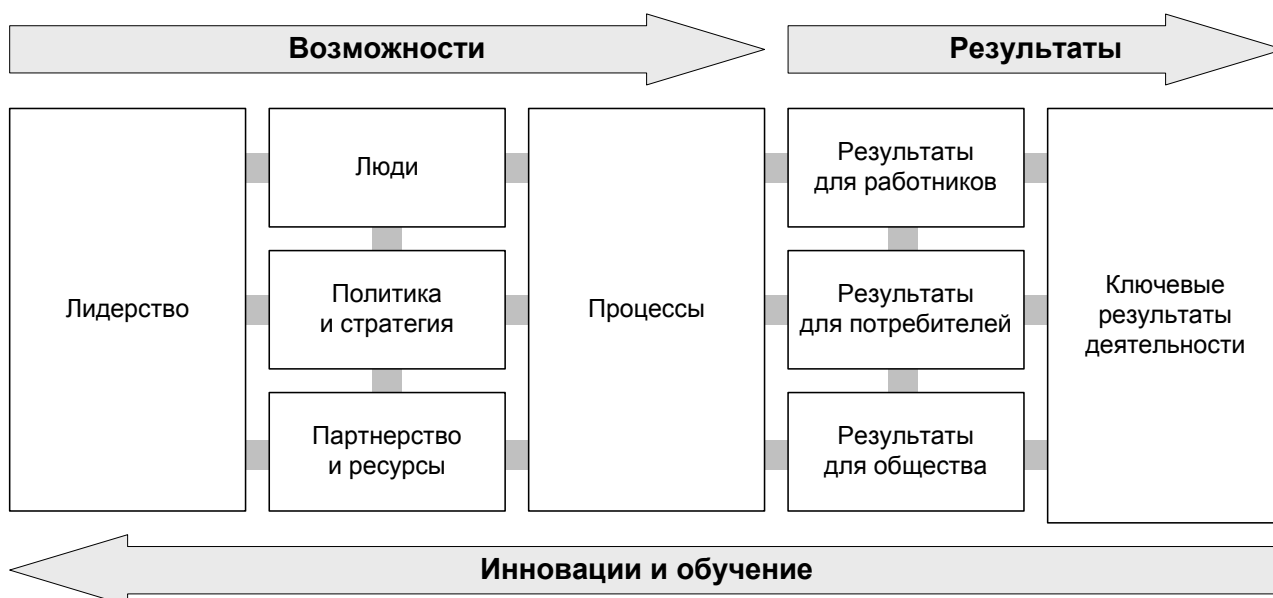 Возможности
Результаты
Лидерство
Люди
Политика
и стратегия
Партнерство
и ресурсы
Процессы
Результаты
для работников
Результаты
для потребителей
Результаты
для общества
Ключевые
результаты
деятельности
Инновации и обучение